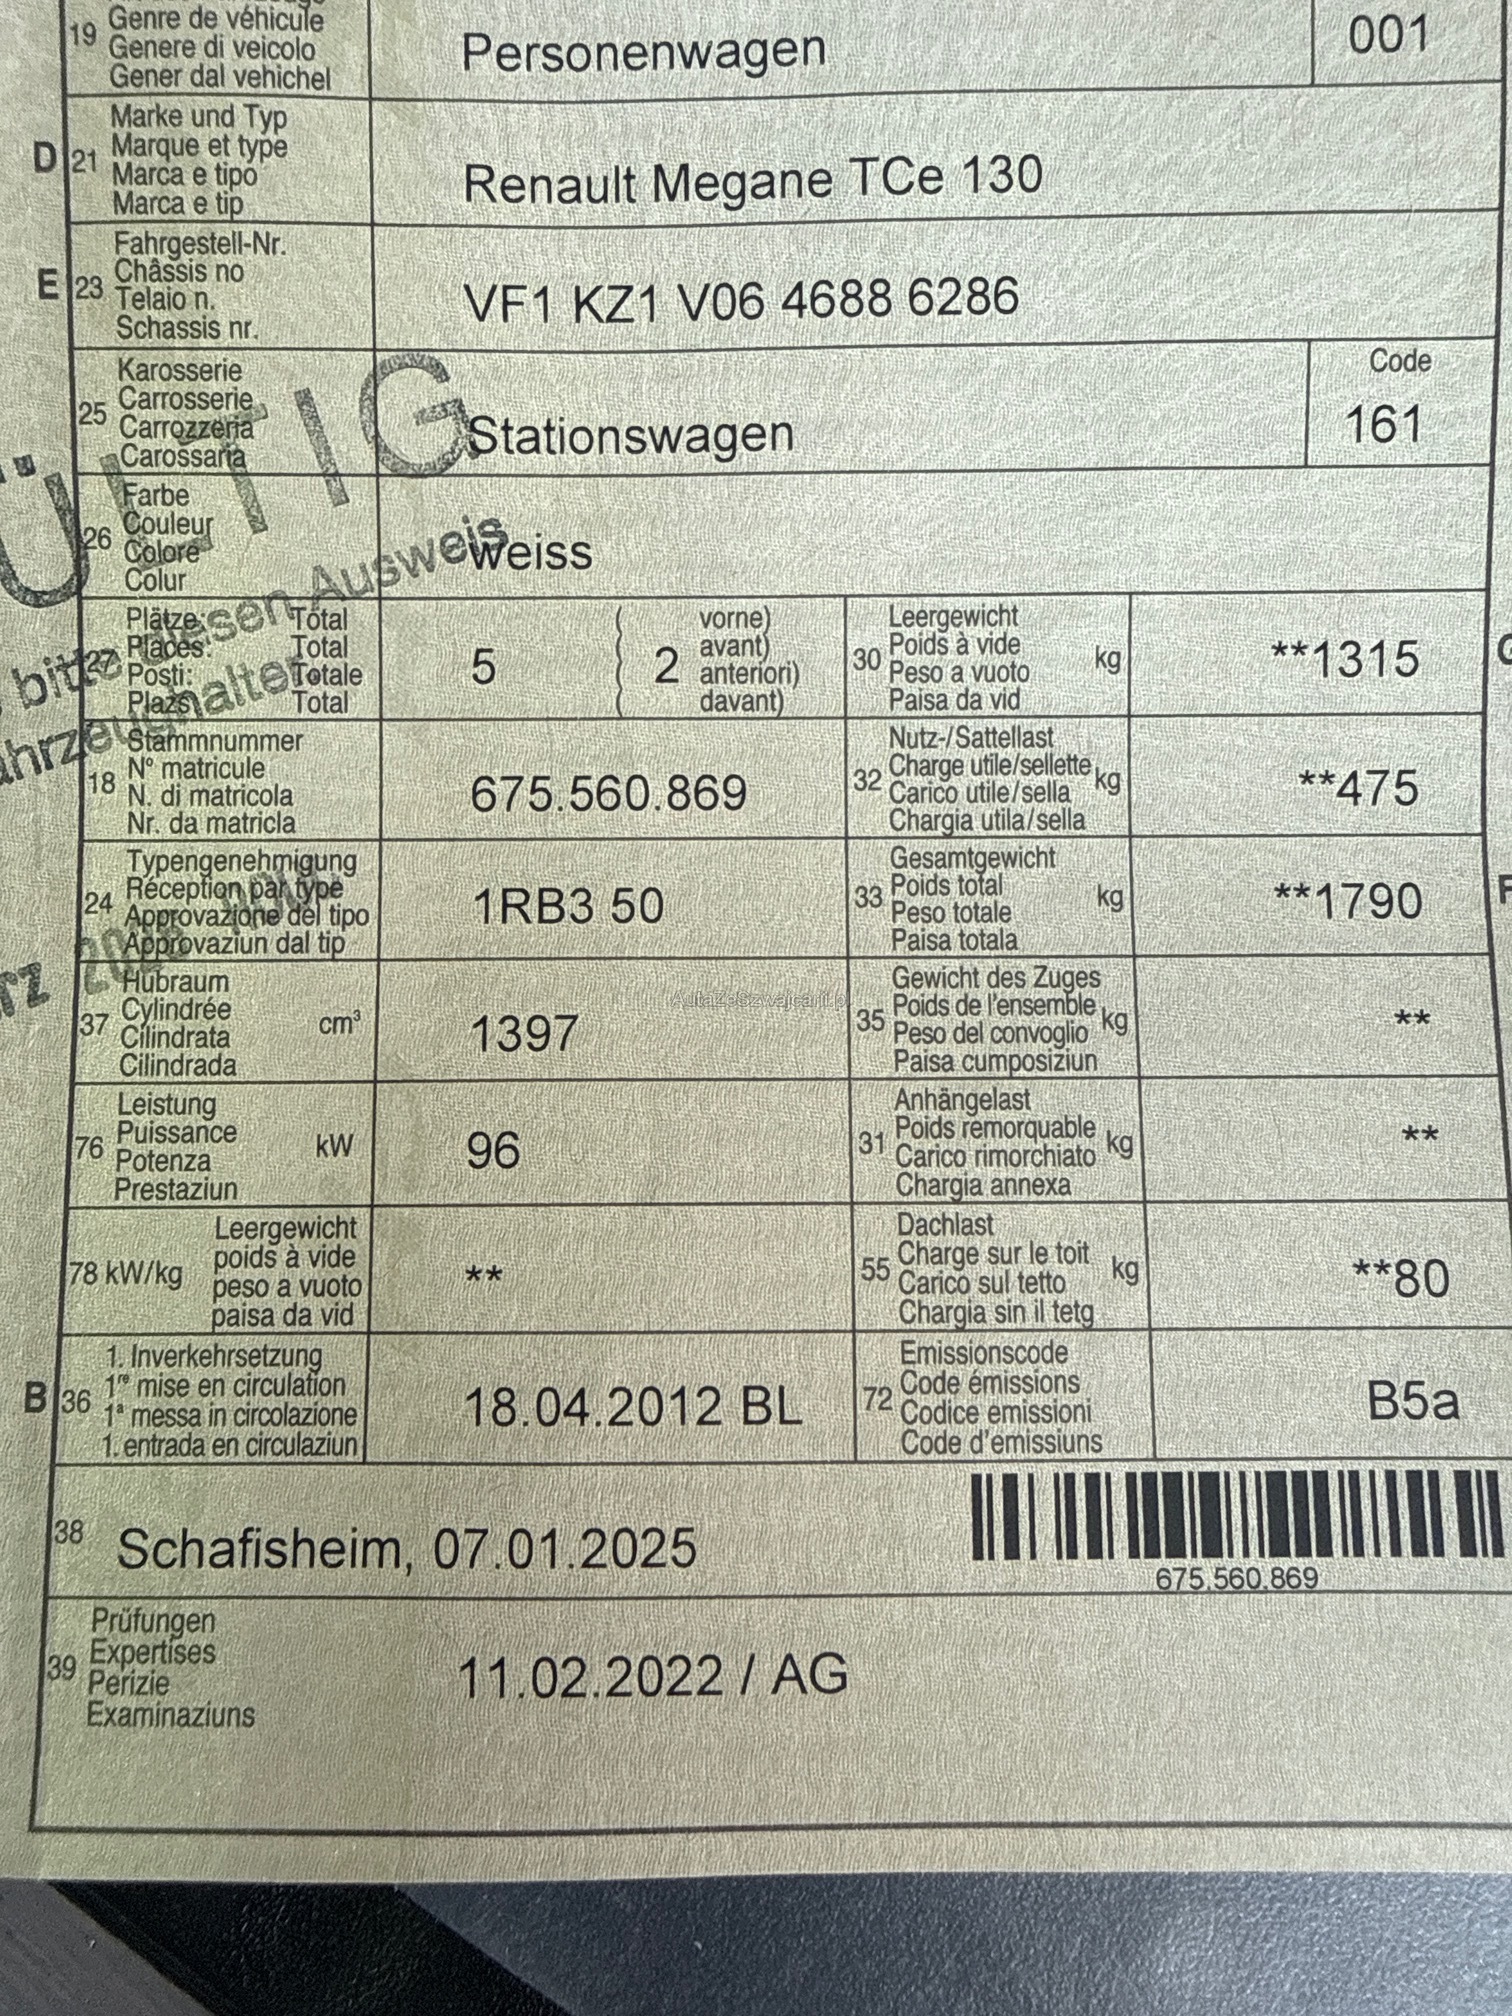 19
Genre de véhicule
Genere di veicolo
Gener dal vehichel
Personenwagen
001
D
21
Marke und Typ
Marque et type
Marca e tipo
Marca e tip
Renault Megane TCe 130
E
23
Fahrgestell-Nr.
Châssis no
Telaio n.
Schassis nr.
VF1 KZ1 V06 4688 6286
25
Karosserie
Carrosserie
Carrozzeria
Carossaria
Stationswagen
Code
161
ÜLTIG
26
Farbe
Couleur
Colore
Colur
weiss
bitte diesen Ausweis
27
Plätze: Total
Places: Total
Posti: Totale
Plazs Total
5
2
vorne)
avant)
anteriori)
davant)
30
Leergewicht
Poids à vide
Peso a vuoto
Paisa da vid
kg
**1315
18
Stammnummer
N° matricule
N. di matricola
Nr. da matricla
675.560.869
32
Nutz-/Sattellast
Charge utile/sellette
Carico utile/sella
Chargia utila/sella
kg
**475
24
Typengenehmigung
Réception par type
Approvazione del tipo
Approvaziun dal tip
1RB3 50
33
Gesamtgewicht
Poids total
Peso totale
Paisa totala
kg
**1790
37
Hubraum
Cylindrée
Cilindrata
Cilindrada
cm³
1397
35
Gewicht des Zuges
Poids de l'ensemble
Peso del convoglio
Paisa cumposiziun
kg
**
AutaZeSzwajcarii.pl
76
Leistung
Puissance
Potenza
Prestaziun
kW
96
31
Anhängelast
Poids remorquable
Carico rimorchiato
Chargia annexa
kg
**
78 kW/kg
Leergewicht
poids à vide
peso a vuoto
paisa da vid
**
55
Dachlast
Charge sur le toit
Carico sul tetto
Chargia sin il tetg
kg
**80
B
36
1. Inverkehrsetzung
1re mise en circulation
1a messa in circolazione
1. entrada en circulaziun
18.04.2012 BL
72
Emissionscode
Code émissions
Codice emissioni
Code d'emissiuns
B5a
38
Schafisheim, 07.01.2025
675.560.869
39
Prüfungen
Expertises
Perizie
Examinaziuns
11.02.2022 / AG